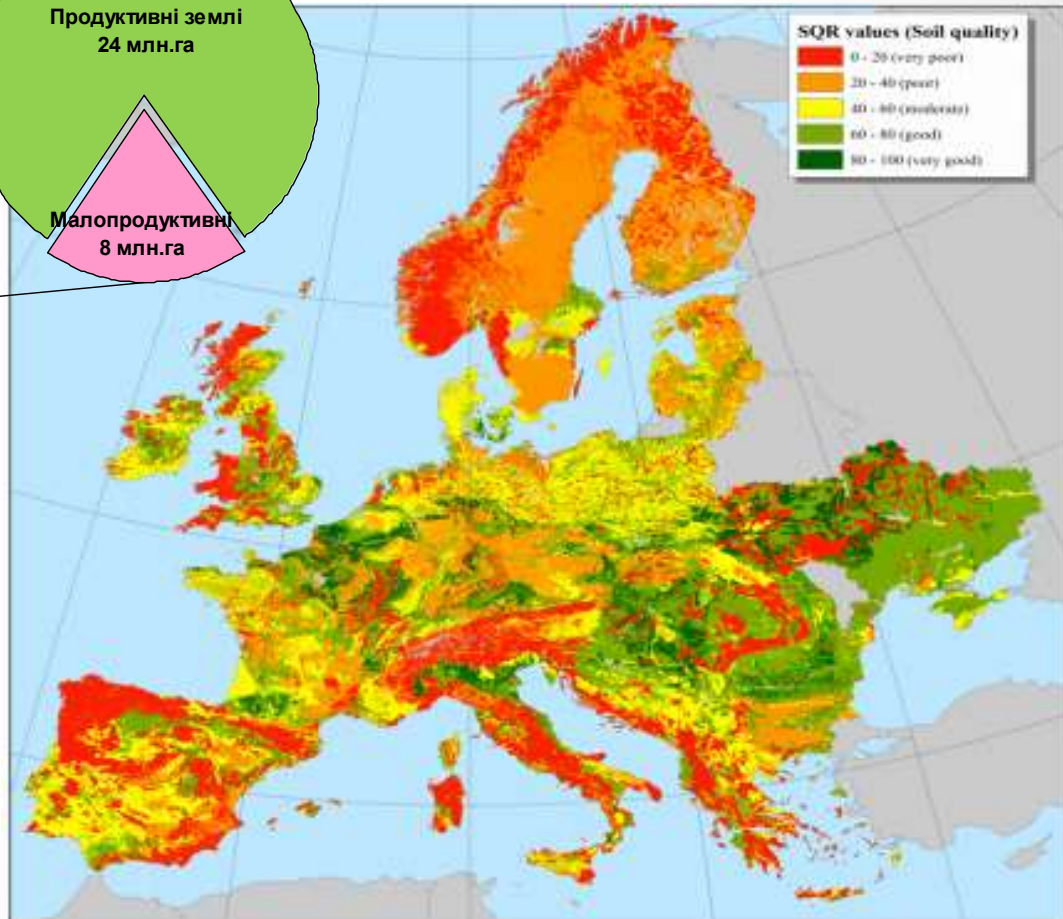 Продуктивні землі
24 млн.га
Малопродуктивні
8 млн.га
SQR values (Soil quality)
0 - 20 (very poor)
20 - 40 (poor)
40 - 60 (moderate)
60 - 80 (good)
80 - 100 (very good)